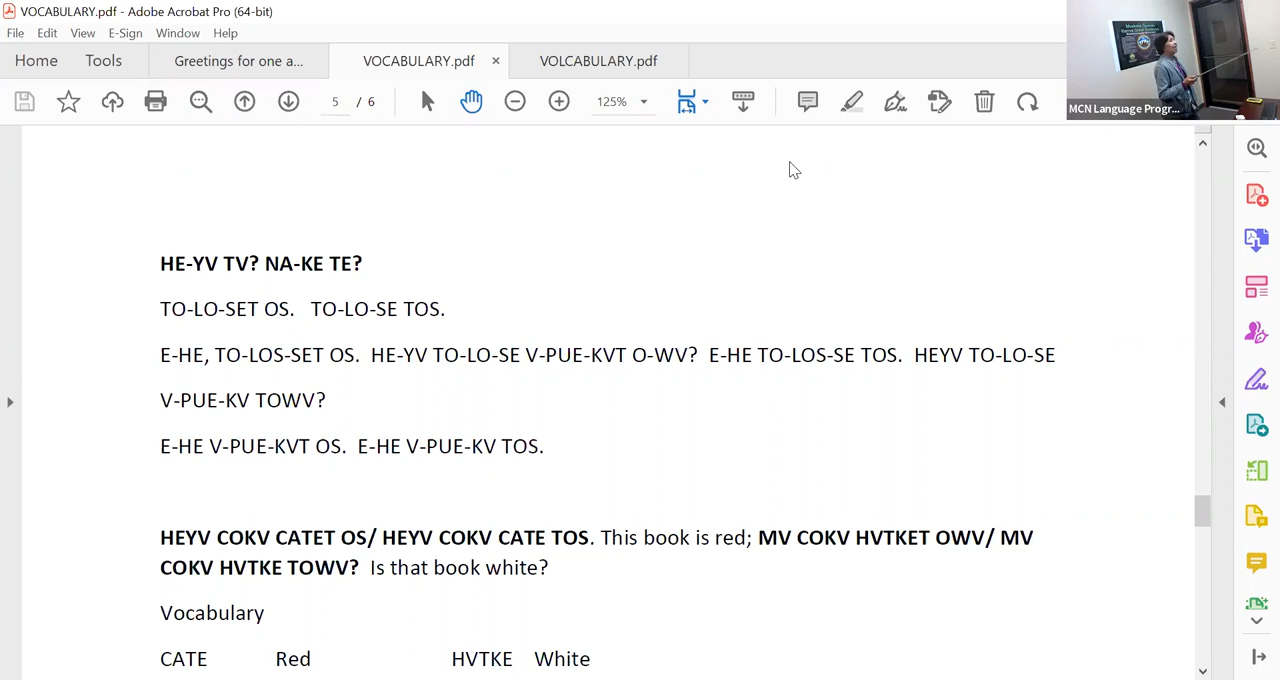 VOCABULARY.pdf - Adobe Acrobat Pro (64-bit)
File Edit View E-Sign Window Help
Home Tools Greetings for one a... VOCABULARY.pdf × VOLCABULARY.pdf
5 / 6 125%
MCN Language Progr...
HE-YV TV? NA-KE TE?
TO-LO-SET OS. TO-LO-SE TOS.
E-HE, TO-LOS-SET OS. HE-YV TO-LO-SE V-PUE-KVT O-WV? E-HE TO-LOS-SE TOS. HEYV TO-LO-SE
V-PUE-KV TOWV?
E-HE V-PUE-KVT OS. E-HE V-PUE-KV TOS.
HEYV COKV CATET OS/ HEYV COKV CATE TOS. This book is red; MV COKV HVTKET OWV/ MV
COKV HVTKE TOWV? Is that book white?
Vocabulary
CATE Red HVTKE White